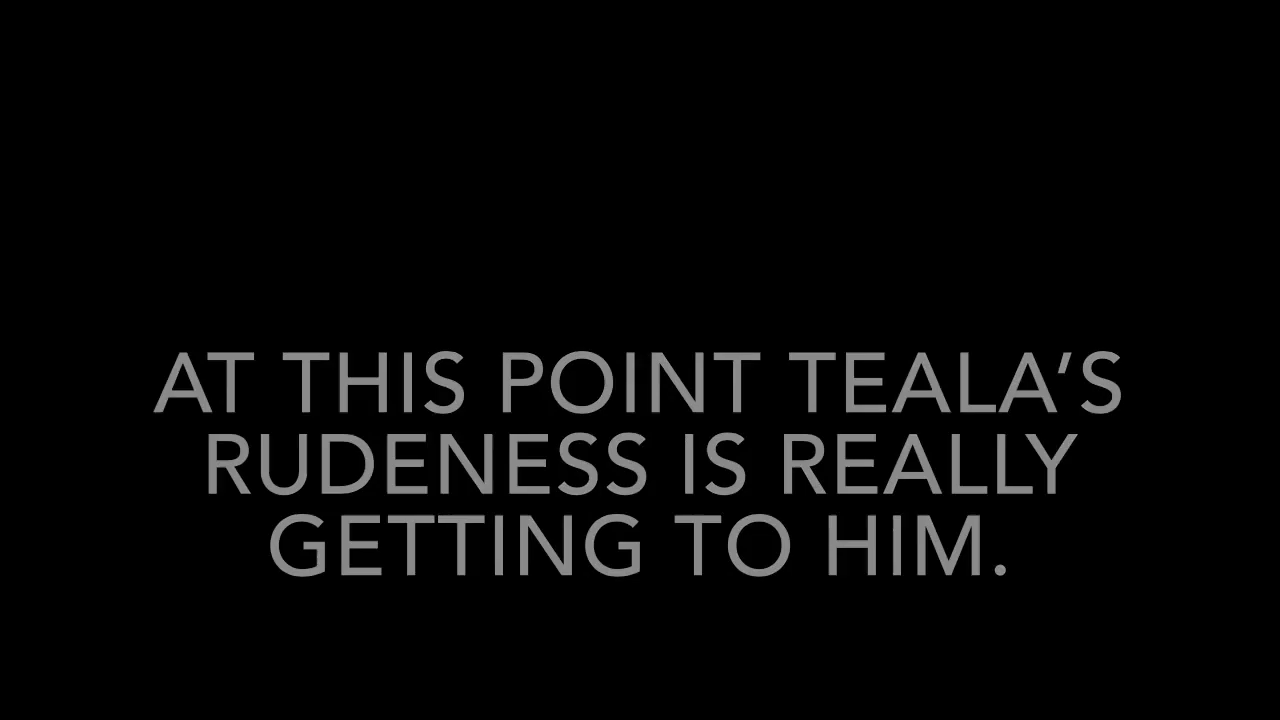 AT THIS POINT TEALA’S
RUDENESS IS REALLY
GETTING TO HIM.